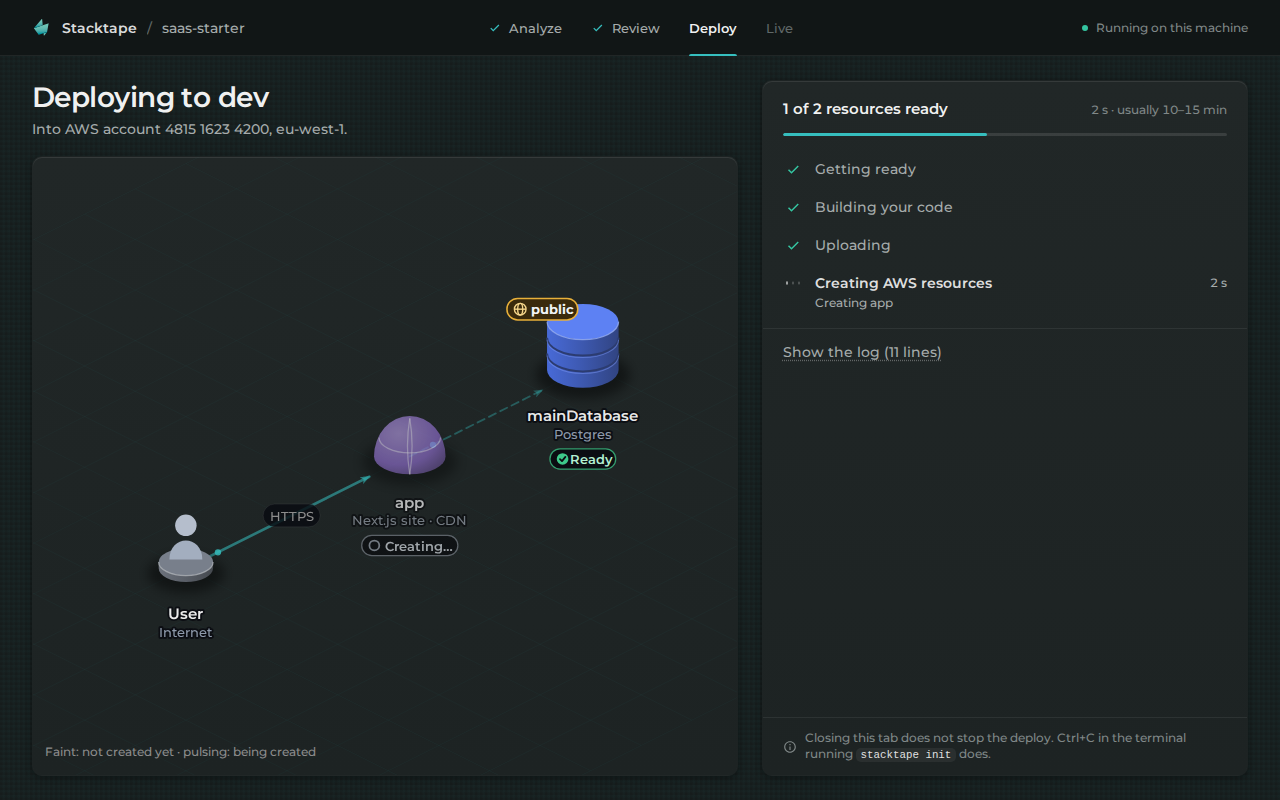 Stacktape / saas-starter
Analyze
Review
Deploy
Live
Running on this machine
Deploying to dev
Into AWS account 4815 1623 4200, eu-west-1.
public
mainDatabase
Postgres
Ready
app
Next.js site · CDN
Creating...
HTTPS
User
Internet
Faint: not created yet · pulsing: being created
1 of 2 resources ready
2 s · usually 10–15 min
Getting ready
Building your code
Uploading
Creating AWS resources
2 s
Creating app
Show the log (11 lines)
Closing this tab does not stop the deploy. Ctrl+C in the terminal
running stacktape init does.